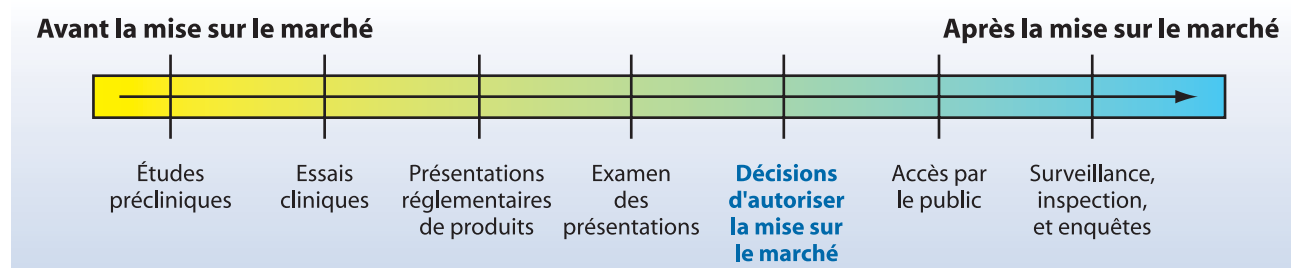 Avant la mise sur le marché
Après la mise sur le marché
Études
précliniques
Essais
cliniques
Présentations
réglementaires
de produits
Examen
des
présentations
Décisions
d'autoriser
la mise sur
le marché
Accès par
le public
Surveillance,
inspection,
et enquêtes